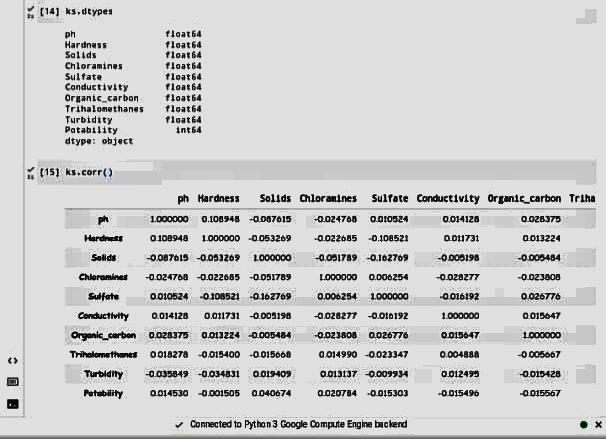 [14] ks.dtypes
ph float64
Hardness float64
Solids float64
Chloramines float64
Sulfate float64
Conductivity float64
Organic_carbon float64
Trihalomethanes float64
Turbidity float64
Potability int64
dtype: object
[15] ks.corr()
ph Hardness Solids Chloramines Sulfate Conductivity Organic_carbon Triha
ph 1.000000 0.108948 -0.087615 -0.024768 0.010524 0.014128 0.028375
Hardness 0.108948 1.000000 -0.053269 -0.022685 -0.108521 0.011731 0.013224
Solids -0.087615 -0.053269 1.000000 -0.051789 -0.162769 -0.005198 -0.005484
Chloramines -0.024768 -0.022685 -0.051789 1.000000 0.006254 -0.028277 -0.023808
Sulfate 0.010524 -0.108521 -0.162769 0.006254 1.000000 -0.016192 0.026776
Conductivity 0.014128 0.011731 -0.005198 -0.028277 -0.016192 1.000000 0.015647
Organic_carbon 0.028375 0.013224 -0.005484 -0.023808 0.026776 0.015647 1.000000
Trihalomethanes 0.018278 -0.015400 -0.015668 0.014990 -0.023347 0.004888 -0.005667
Turbidity -0.035849 -0.034831 0.019409 0.013137 -0.009934 0.012495 -0.015428
Potability 0.014530 -0.001505 0.040674 0.020784 -0.015303 -0.015496 -0.015567
Connected to Python 3 Google Compute Engine backend